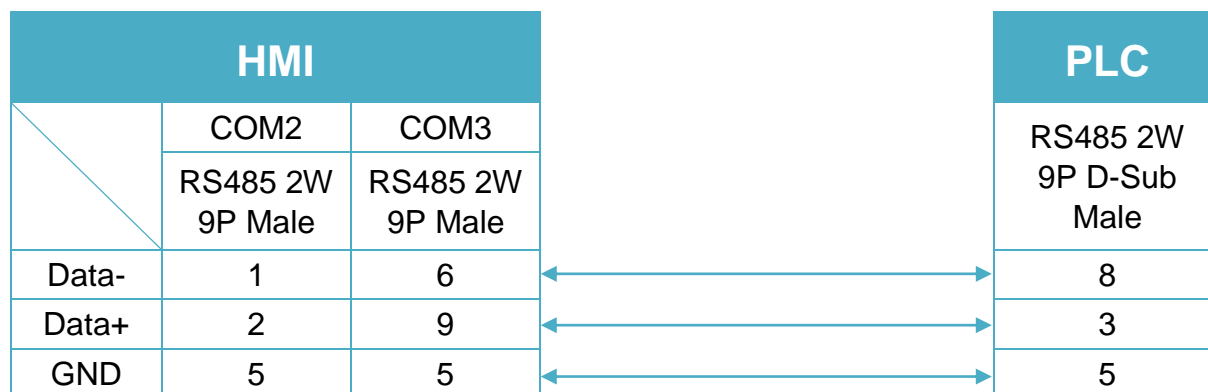 HMI PLC
COM2 COM3
RS485 2W
9P D-Sub
Male
RS485 2W RS485 2W
9P Male 9P Male
Data- 1 6 8
Data+ 2 9 3
GND 5 5 5